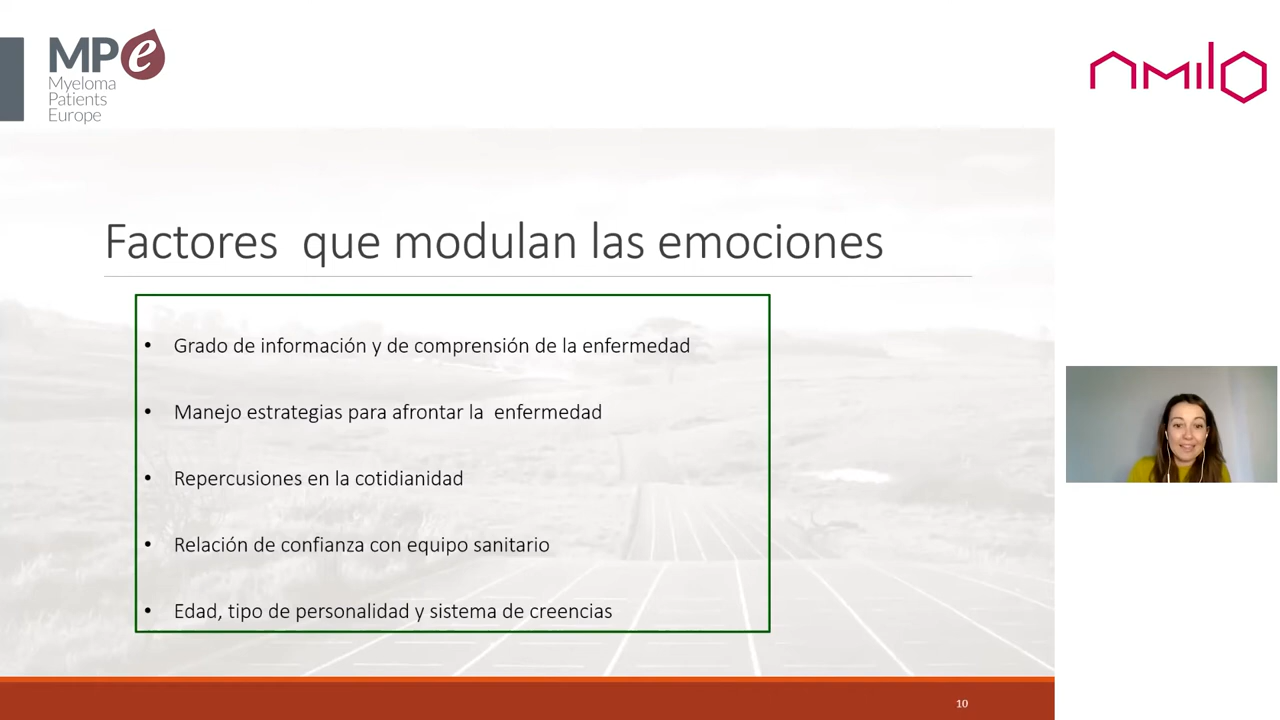 MPe
Myeloma
Patients
Europe
amilo
Factores  que modulan las emociones
• Grado de información y de comprensión de la enfermedad
• Manejo estrategias para afrontar la  enfermedad
• Repercusiones en la cotidianidad
• Relación de confianza con equipo sanitario
• Edad, tipo de personalidad y sistema de creencias
10